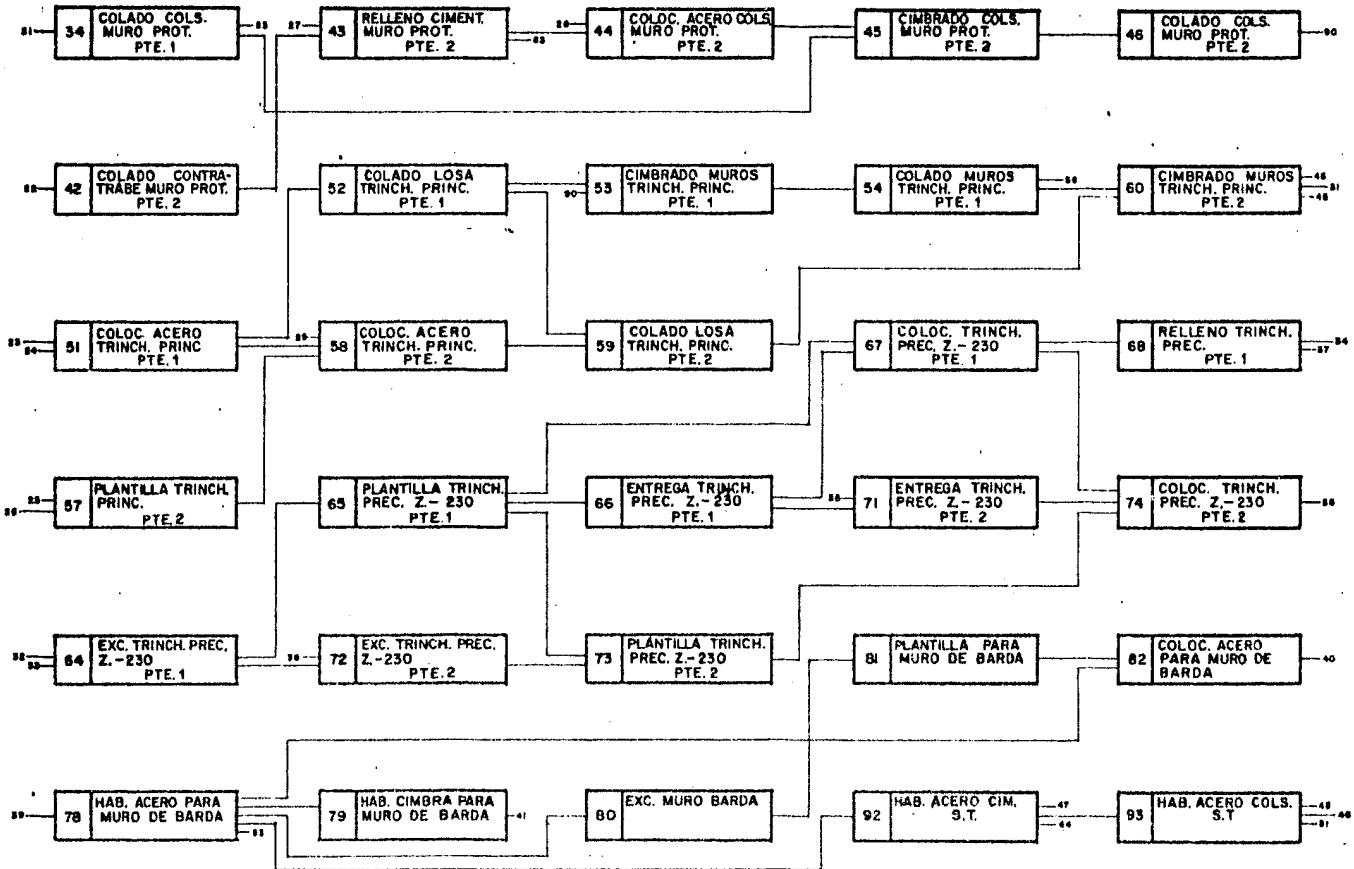 34 COLADO COLS.
MURO PROT.
PTE. 1
43 RELLENO CIMENT.
MURO PROT.
PTE. 2
44 COLOC. ACERO COLS.
MURO PROT.
PTE. 2
45 CIMBRADO COLS.
MURO PROT.
PTE. 2
46 COLADO COLS.
MURO PROT.
PTE. 2
42 COLADO CONTRA-
TRABE MURO PROT.
PTE. 2
52 COLADO LOSA
TRINCH. PRINC.
PTE. 1
53 CIMBRADO MUROS
TRINCH. PRINC.
PTE. 1
54 COLADO MUROS
TRINCH. PRINC.
PTE. 1
60 CIMBRADO MUROS
TRINCH. PRINC.
PTE. 2
51 COLOC. ACERO
TRINCH. PRINC
PTE. 1
58 COLOC. ACERO
TRINCH. PRINC.
PTE. 2
59 COLADO LOSA
TRINCH. PRINC.
PTE. 2
67 COLOC. TRINCH.
PREC. Z.-230
PTE. 1
68 RELLENO TRINCH.
PREC.
PTE. 1
57 PLANTILLA TRINCH.
PRINC.
PTE. 2
65 PLANTILLA TRINCH.
PREC. Z.-230
PTE. 1
66 ENTREGA TRINCH.
PREC. Z-230
PTE. 1
71 ENTREGA TRINCH.
PREC. Z-230
PTE. 2
74 COLOC. TRINCH.
PREC. Z.-230
PTE. 2
64 EXC. TRINCH. PREC.
Z.-230
PTE. 1
72 EXC. TRINCH. PREC.
Z.-230
PTE. 2
73 PLANTILLA TRINCH.
PREC. Z-230
PTE. 2
81 PLANTILLA PARA
MURO DE BARDA
82 COLOC. ACERO
PARA MURO DE
BARDA
78 HAB. ACERO PARA
MURO DE BARDA
79 HAB. CIMBRA PARA
MURO DE BARDA
80 EXC. MURO BARDA
92 HAB. ACERO CIM.
S.T.
93 HAB. ACERO COLS.
S.T